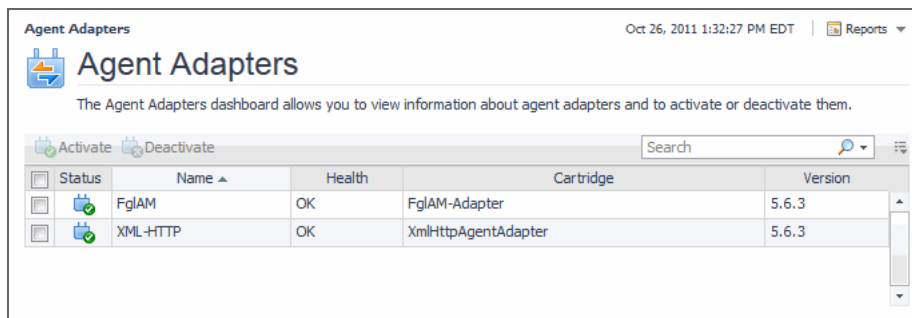 Agent Adapters Oct 26, 2011 1:32:27 PM EDT Reports
Agent Adapters
The Agent Adapters dashboard allows you to view information about agent adapters and to activate or deactivate them.
Activate Deactivate Search
Status Name Health Cartridge Version
FglAM OK FglAM-Adapter 5.6.3
XML-HTTP OK XmlHttpAgentAdapter 5.6.3